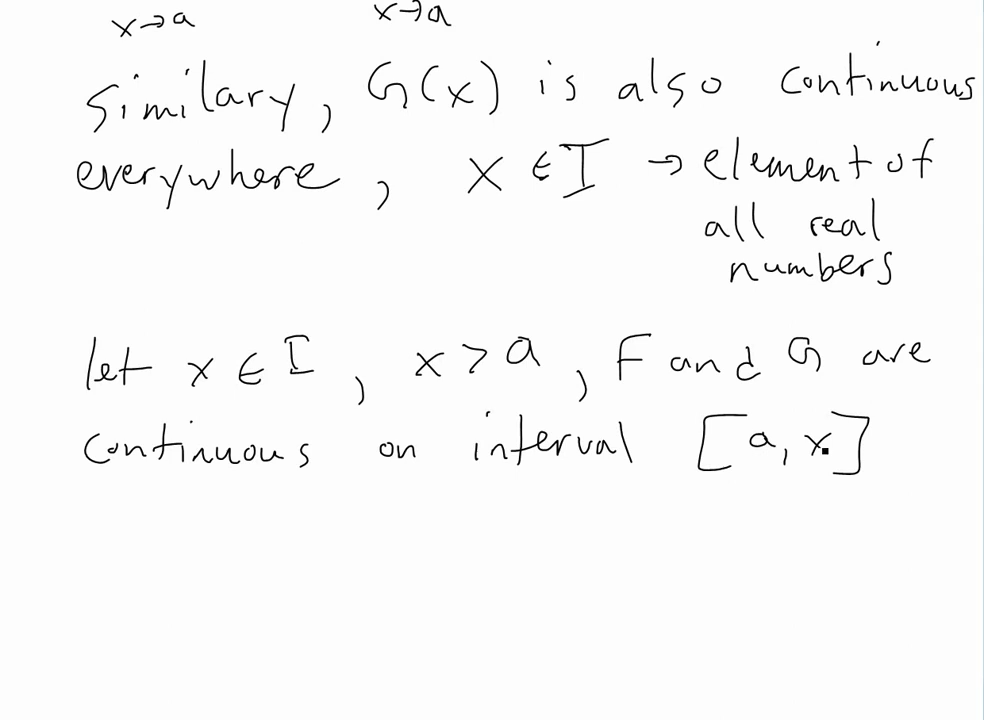 x→a x→a
Similary, G(x) is also continuous
everywhere, x ∈ I → element of
all real
numbers
let x ∈ I, x > a, F and G are
continuous on interval [a, x]